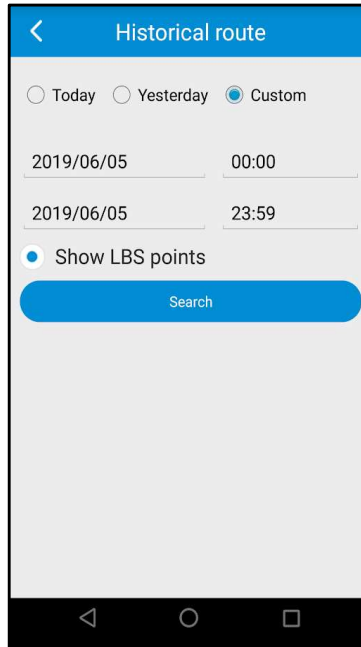 Historical route
Today Yesterday Custom
2019/06/05 00:00
2019/06/05 23:59
Show LBS points
Search